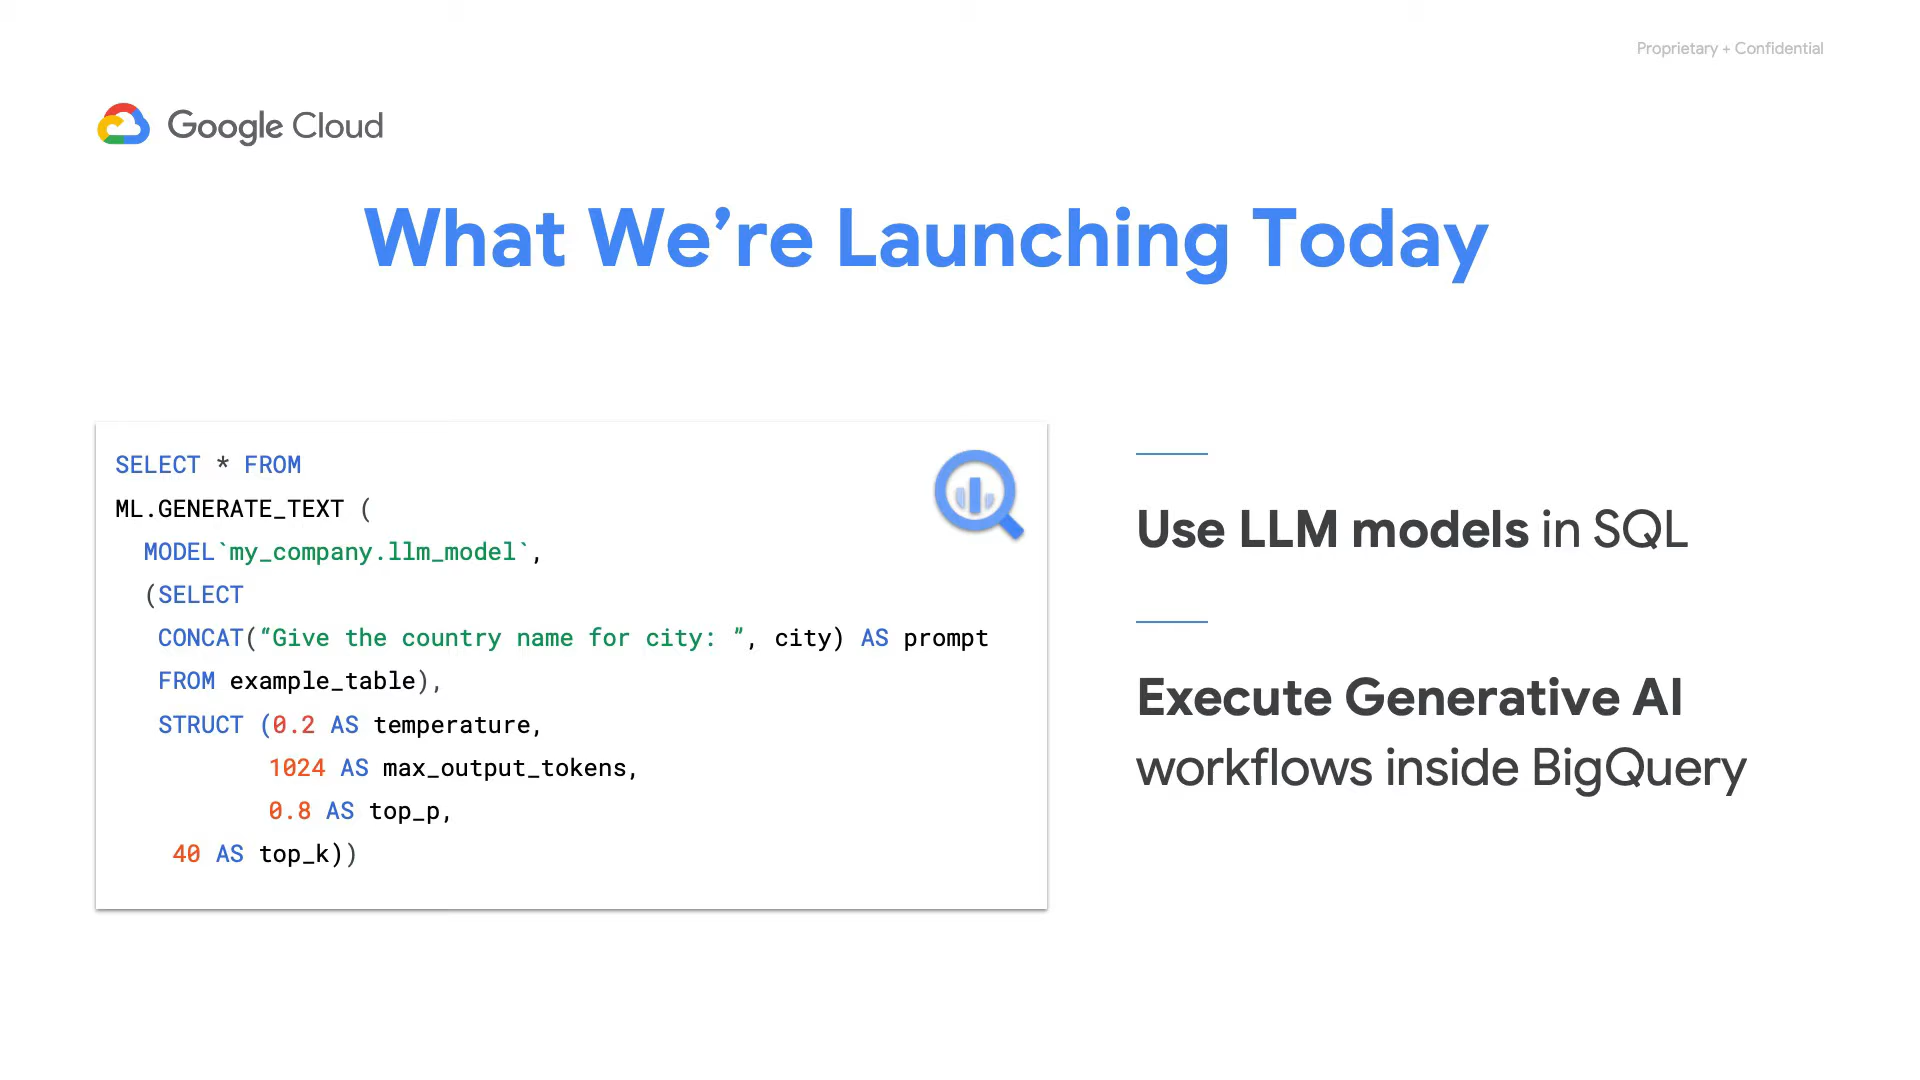 Proprietary + Confidential
Google Cloud
What We’re Launching Today
SELECT * FROM
ML.GENERATE_TEXT (
MODEL`my_company.llm_model`,
(SELECT
CONCAT(“Give the country name for city: ”, city) AS prompt
FROM example_table),
STRUCT (0.2 AS temperature,
1024 AS max_output_tokens,
0.8 AS top_p,
40 AS top_k))
Use LLM models in SQL
Execute Generative AI
workflows inside BigQuery